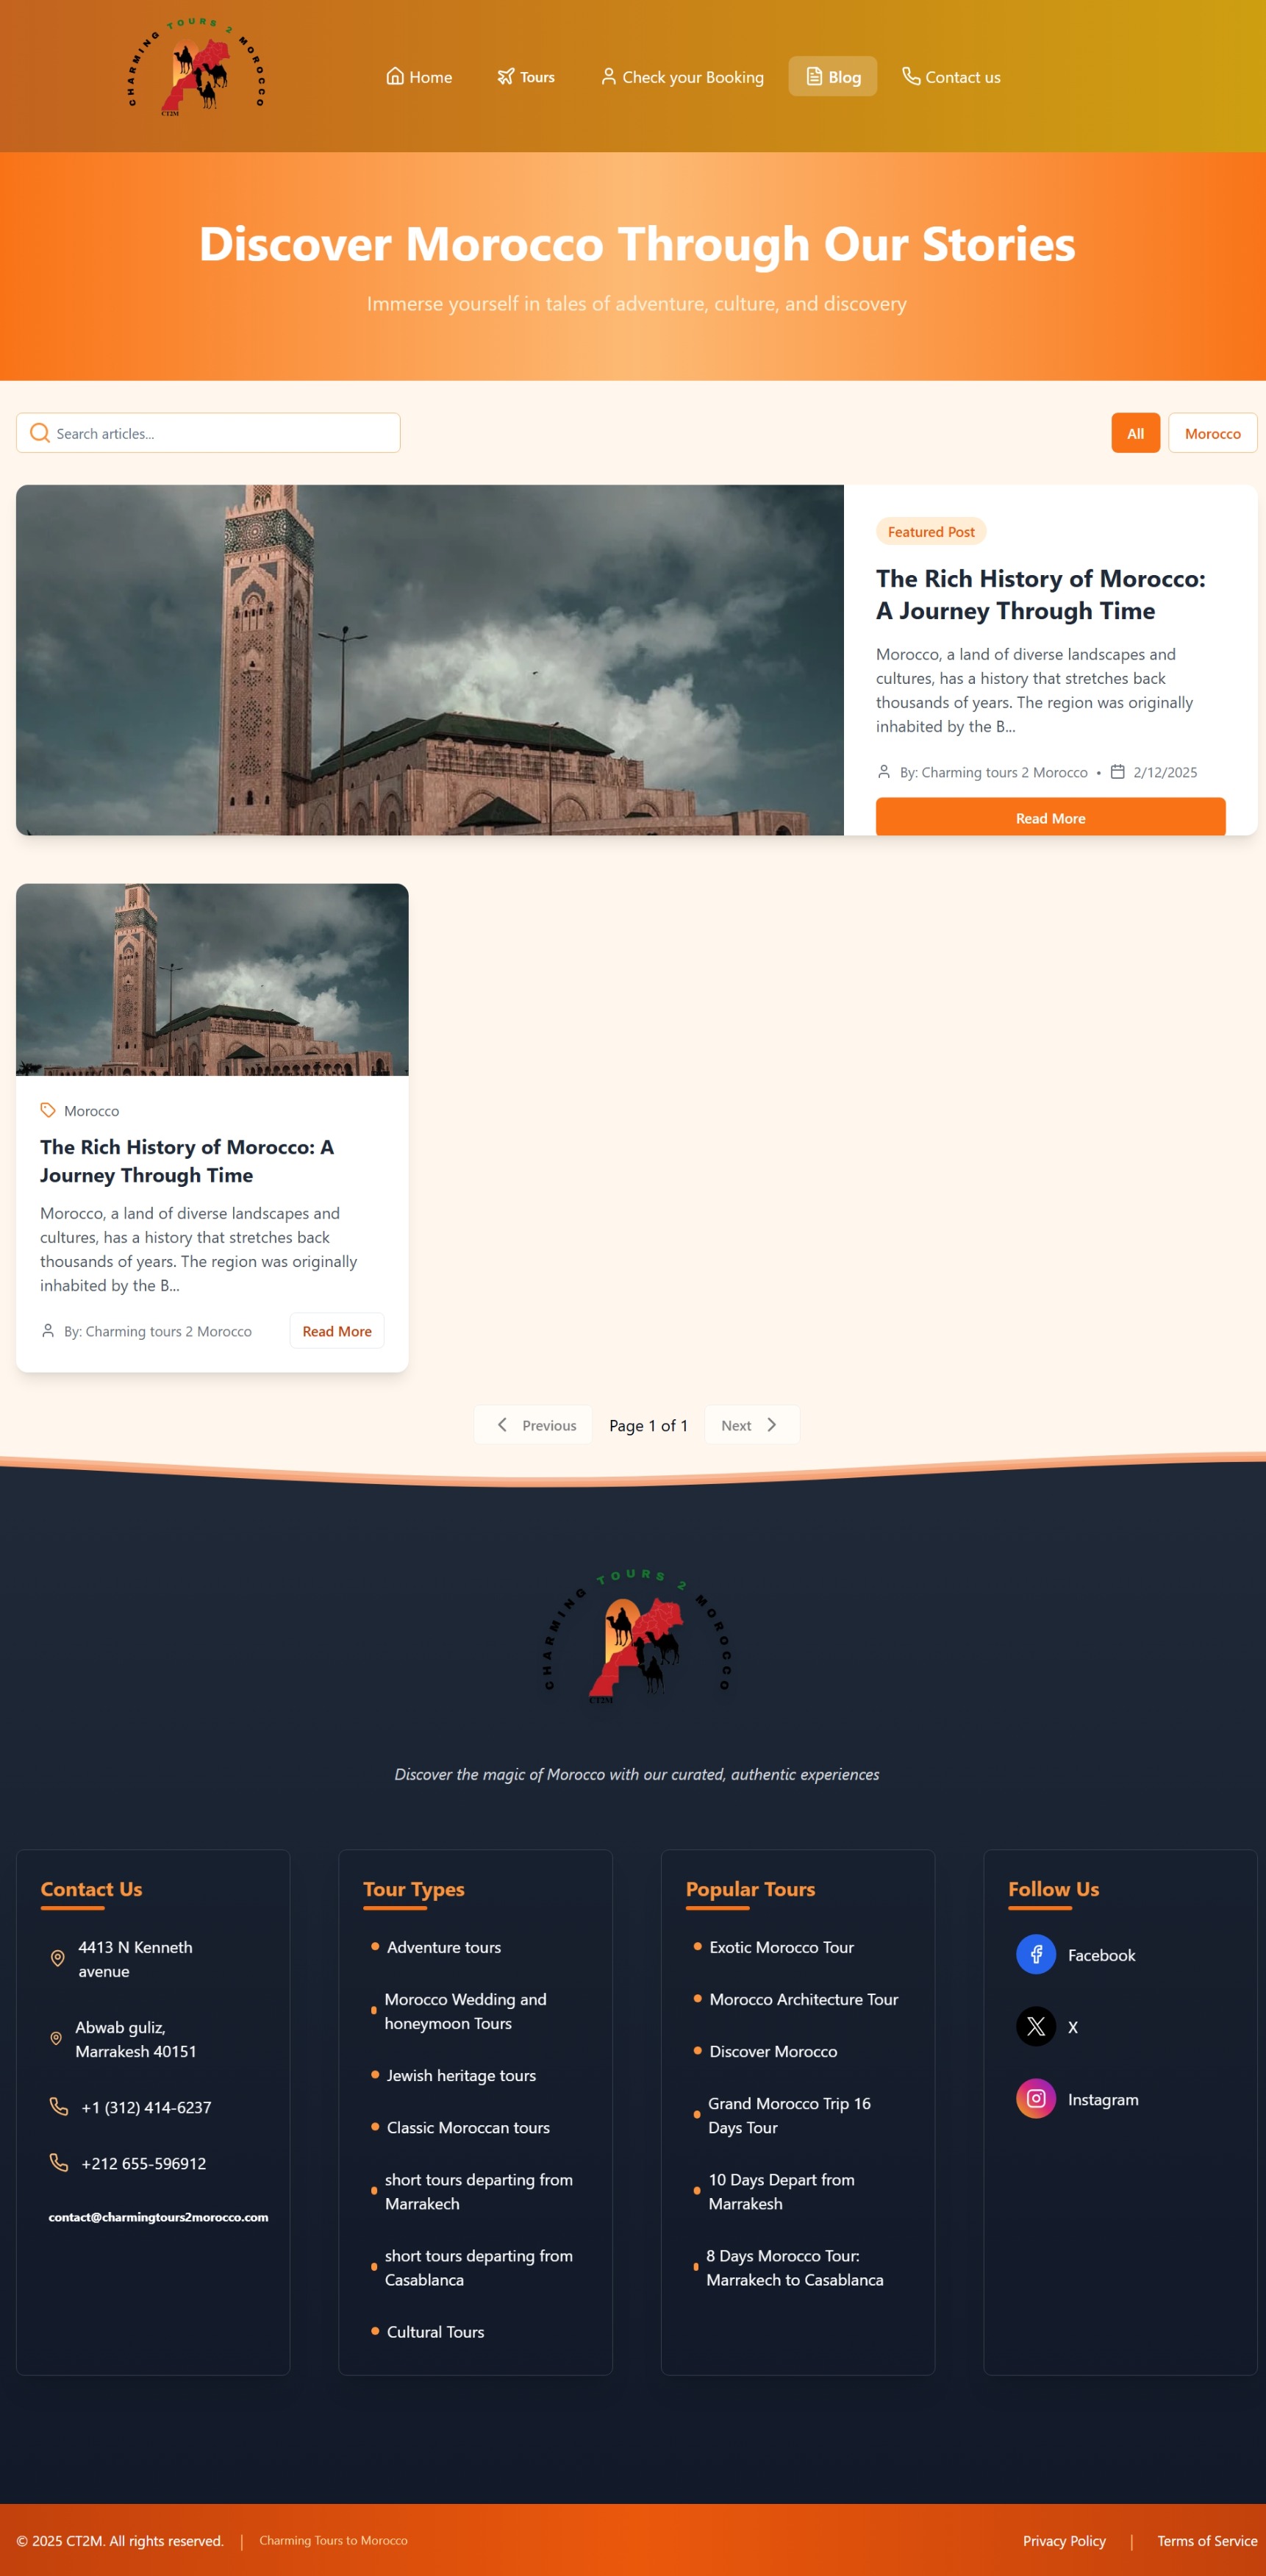 CHARMING TOURS 2 MOROCCO
CT2M
Home
Tours
Check your Booking
Blog
Contact us
Discover Morocco Through Our Stories
Immerse yourself in tales of adventure, culture, and discovery
Search articles...
All
Morocco
Featured Post
The Rich History of Morocco:
A Journey Through Time
Morocco, a land of diverse landscapes and
cultures, has a history that stretches back
thousands of years. The region was originally
inhabited by the B...
By: Charming tours 2 Morocco • 2/12/2025
Read More
Morocco
The Rich History of Morocco: A
Journey Through Time
Morocco, a land of diverse landscapes and
cultures, has a history that stretches back
thousands of years. The region was originally
inhabited by the B...
By: Charming tours 2 Morocco
Read More
Previous
Page 1 of 1
Next
CHARMING TOURS 2 MOROCCO
CT2M
Discover the magic of Morocco with our curated, authentic experiences
Contact Us
4413 N Kenneth
avenue
Abwab guliz,
Marrakesh 40151
+1 (312) 414-6237
+212 655-596912
contact@charmingtours2morocco.com
Tour Types
Adventure tours
Morocco Wedding and
honeymoon Tours
Jewish heritage tours
Classic Moroccan tours
short tours departing from
Marrakech
short tours departing from
Casablanca
Cultural Tours
Popular Tours
Exotic Morocco Tour
Morocco Architecture Tour
Discover Morocco
Grand Morocco Trip 16
Days Tour
10 Days Depart from
Marrakesh
8 Days Morocco Tour:
Marrakech to Casablanca
Follow Us
Facebook
X
Instagram
© 2025 CT2M. All rights reserved. | Charming Tours to Morocco
Privacy Policy | Terms of Service